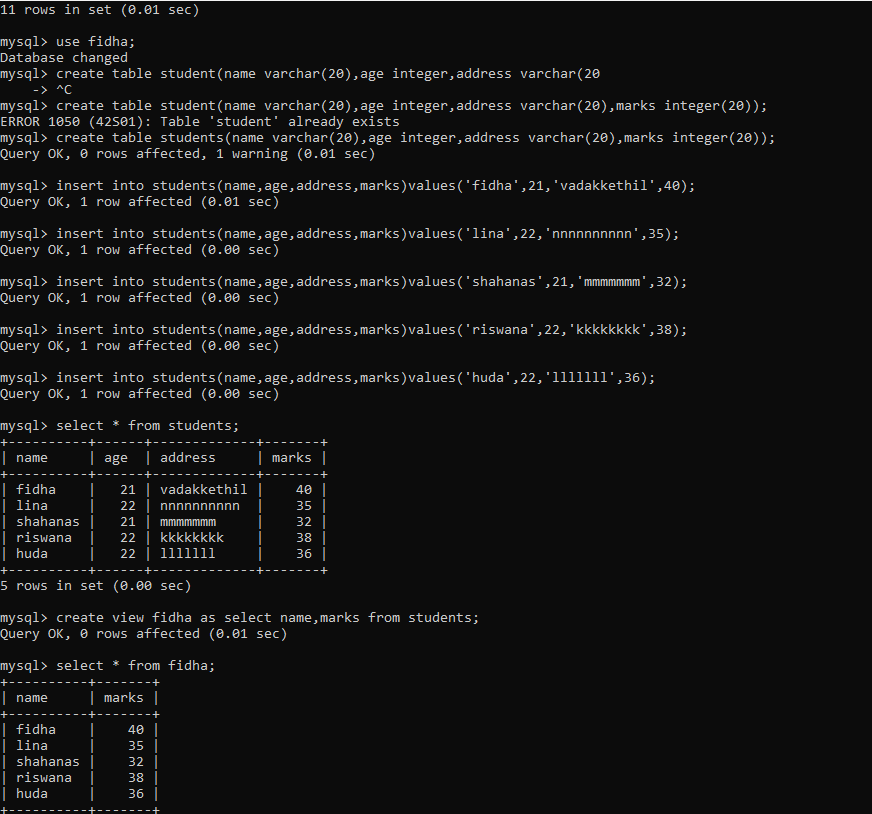 11 rows in set (0.01 sec)
mysql> use fidha;
Database changed
mysql> create table student(name varchar(20),age integer,address varchar(20
    -> ^C
mysql> create table student(name varchar(20),age integer,address varchar(20),marks integer(20));
ERROR 1050 (42S01): Table 'student' already exists
mysql> create table students(name varchar(20),age integer,address varchar(20),marks integer(20));
Query OK, 0 rows affected, 1 warning (0.01 sec)
mysql> insert into students(name,age,address,marks)values('fidha',21,'vadakkethil',40);
Query OK, 1 row affected (0.01 sec)
mysql> insert into students(name,age,address,marks)values('lina',22,'nnnnnnnnnn',35);
Query OK, 1 row affected (0.00 sec)
mysql> insert into students(name,age,address,marks)values('shahanas',21,'mmmmmmm',32);
Query OK, 1 row affected (0.00 sec)
mysql> insert into students(name,age,address,marks)values('riswana',22,'kkkkkkkk',38);
Query OK, 1 row affected (0.00 sec)
mysql> insert into students(name,age,address,marks)values('huda',22,'lllllll',36);
Query OK, 1 row affected (0.00 sec)
mysql> select * from students;
+----------+------+-------------+-------+
| name     | age  | address     | marks |
+----------+------+-------------+-------+
| fidha    |   21 | vadakkethil |    40 |
| lina     |   22 | nnnnnnnnnn  |    35 |
| shahanas |   21 | mmmmmmm     |    32 |
| riswana  |   22 | kkkkkkkk    |    38 |
| huda     |   22 | lllllll     |    36 |
+----------+------+-------------+-------+
5 rows in set (0.00 sec)
mysql> create view fidha as select name,marks from students;
Query OK, 0 rows affected (0.01 sec)
mysql> select * from fidha;
+----------+-------+
| name     | marks |
+----------+-------+
| fidha    |    40 |
| lina     |    35 |
| shahanas |    32 |
| riswana  |    38 |
| huda     |    36 |
+----------+-------+